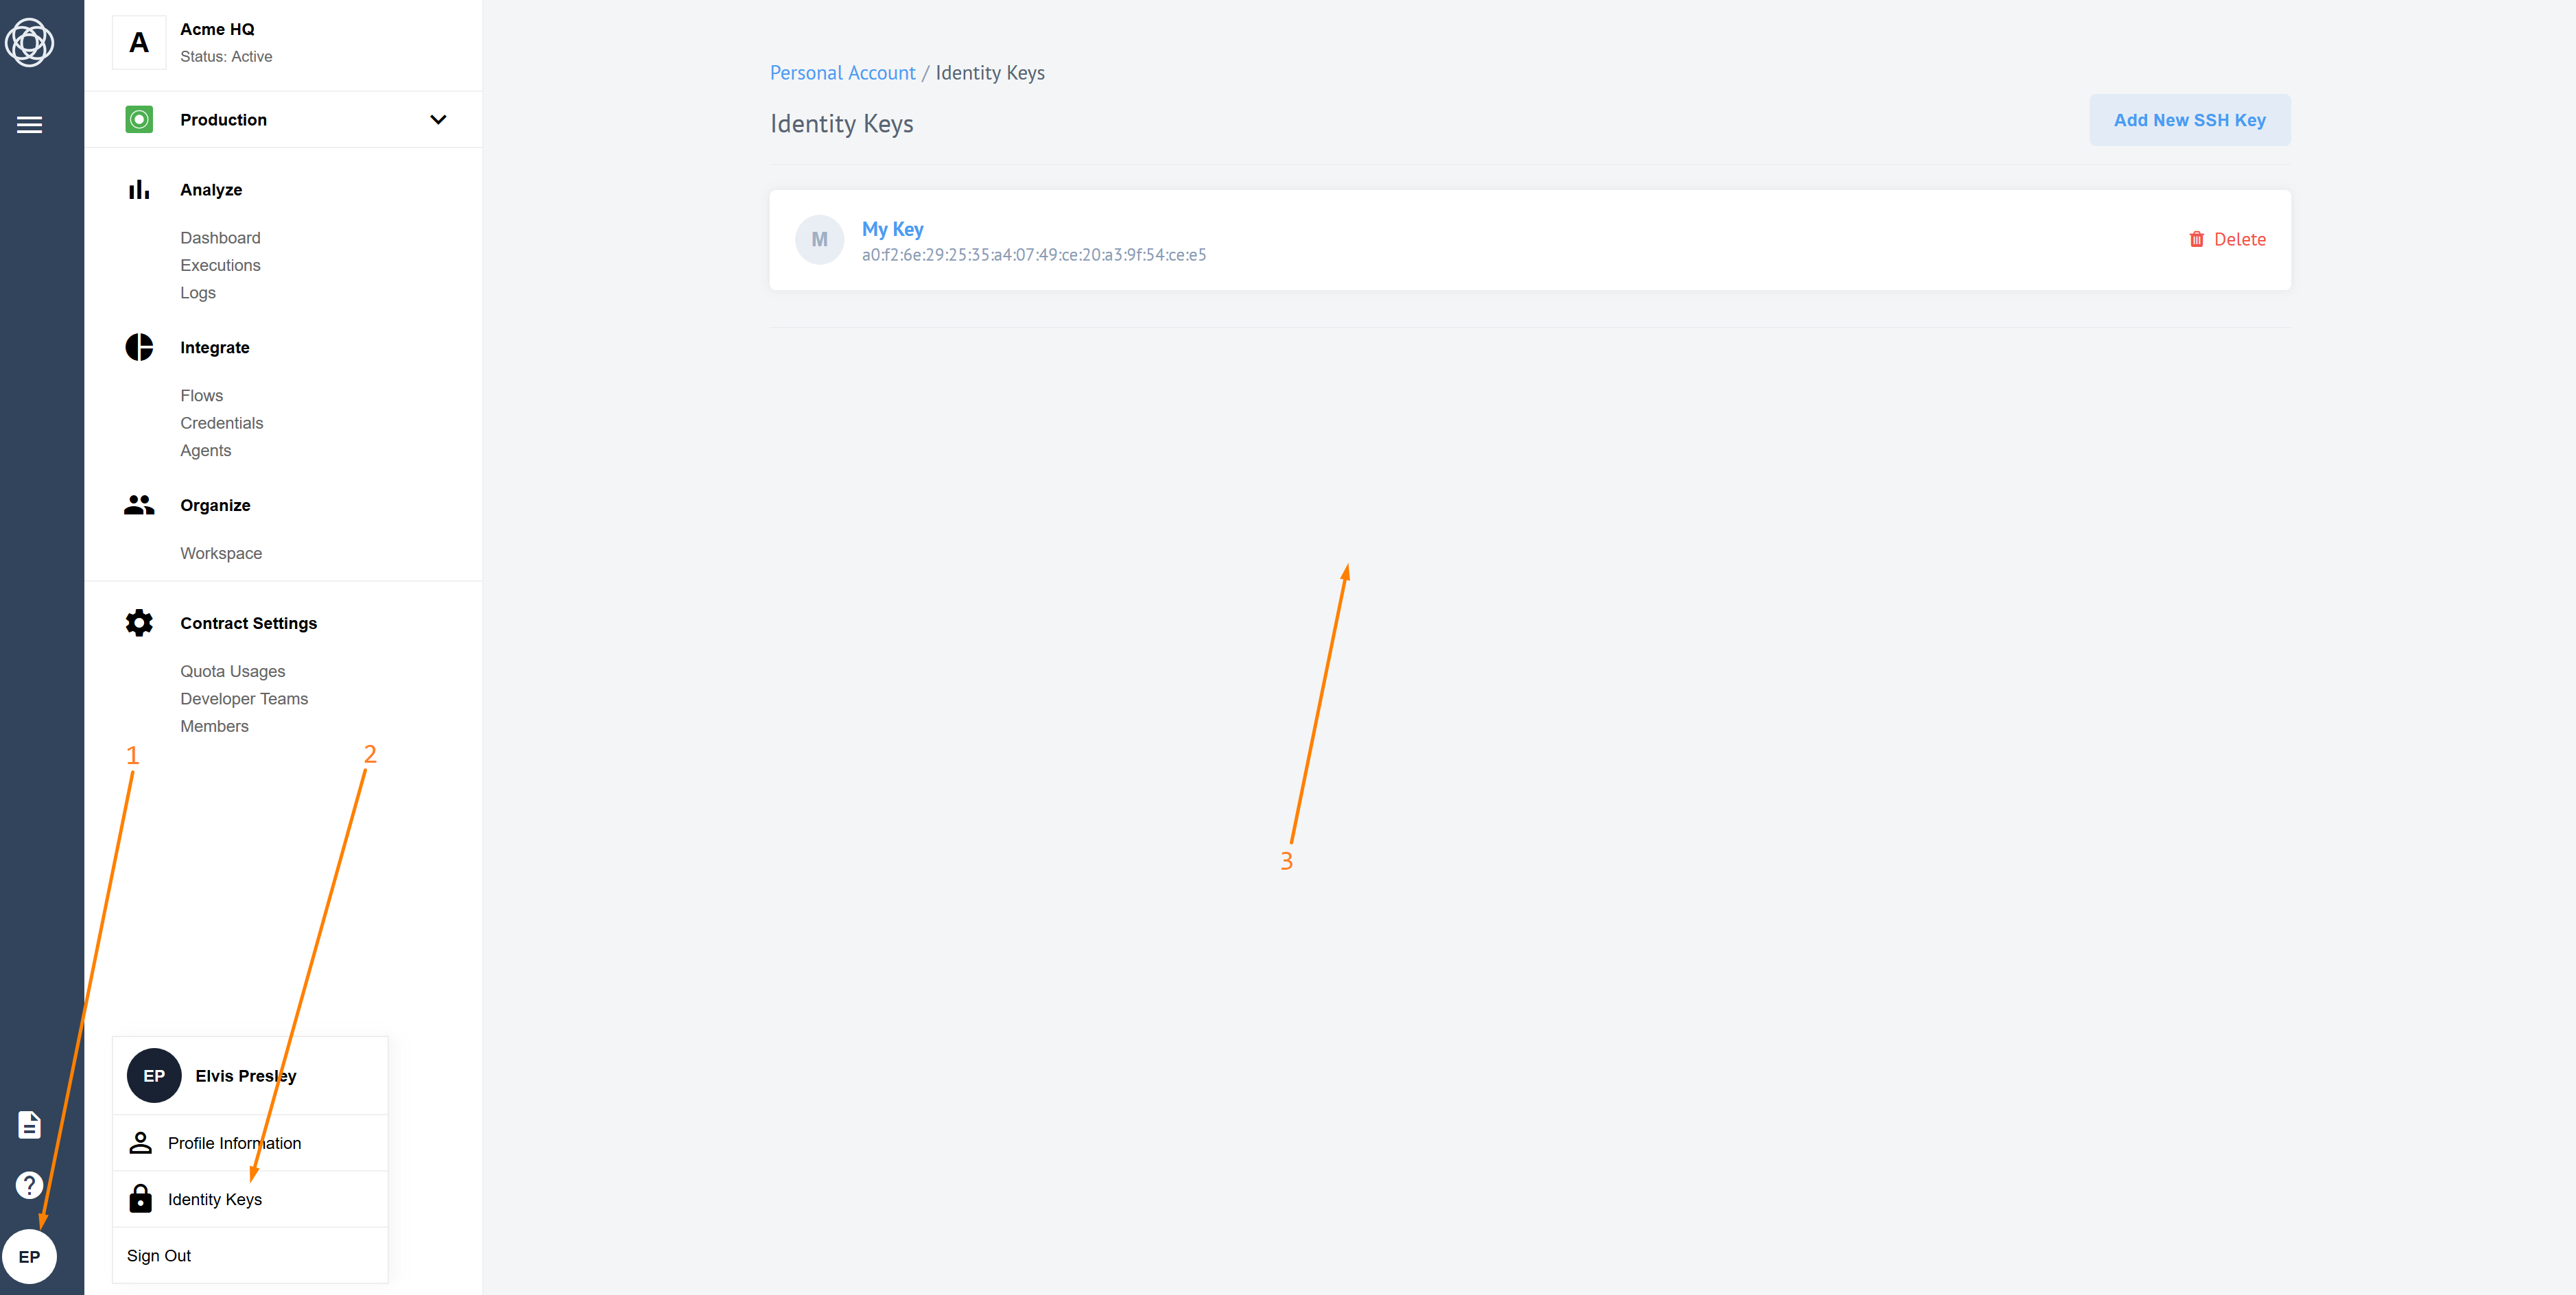 A
Acme HQ
Status: Active
Production
Analyze
Dashboard
Executions
Logs
Integrate
Flows
Credentials
Agents
Organize
Workspace
Contract Settings
Quota Usages
Developer Teams
Members
1
2
EP
Elvis Presley
Profile Information
Identity Keys
Sign Out
?
EP
Personal Account / Identity Keys
Identity Keys
Add New SSH Key
M
My Key
a0:f2:6e:29:25:35:a4:07:49:ce:20:a3:9f:54:ce:e5
Delete
3